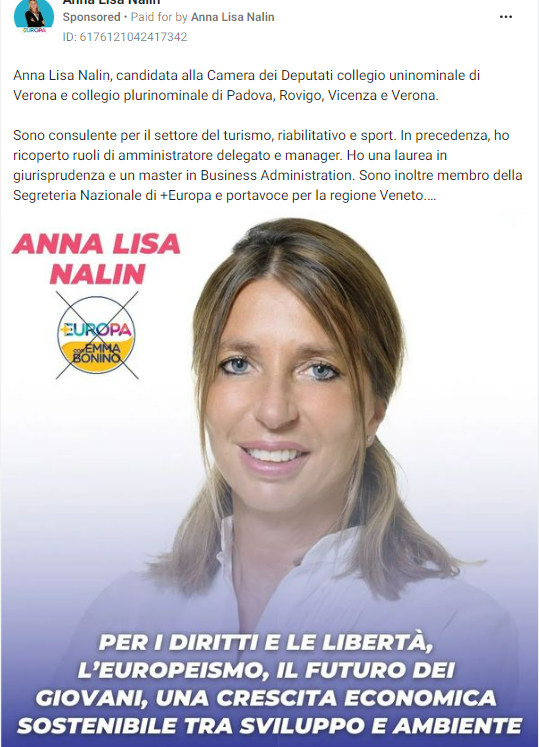 Anna Lisa Nalin
Sponsored • Paid for by Anna Lisa Nalin
EUROPA
ID: 6176121042417342
Anna Lisa Nalin, candidata alla Camera dei Deputati collegio uninominale di
Verona e collegio plurinominale di Padova, Rovigo, Vicenza e Verona.
Sono consulente per il settore del turismo, riabilitativo e sport. In precedenza, ho
ricoperto ruoli di amministratore delegato e manager. Ho una laurea in
giurisprudenza e un master in Business Administration. Sono inoltre membro della
Segreteria Nazionale di +Europa e portavoce per la regione Veneto....
ANNA LISA
NALIN
+EUROPA
CON EMMA
BONINO
PER I DIRITTI E LE LIBERTÀ,
L'EUROPEISMO, IL FUTURO DEI
GIOVANI, UNA CRESCITA ECONOMICA
SOSTENIBILE TRA SVILUPPO E AMBIENTE